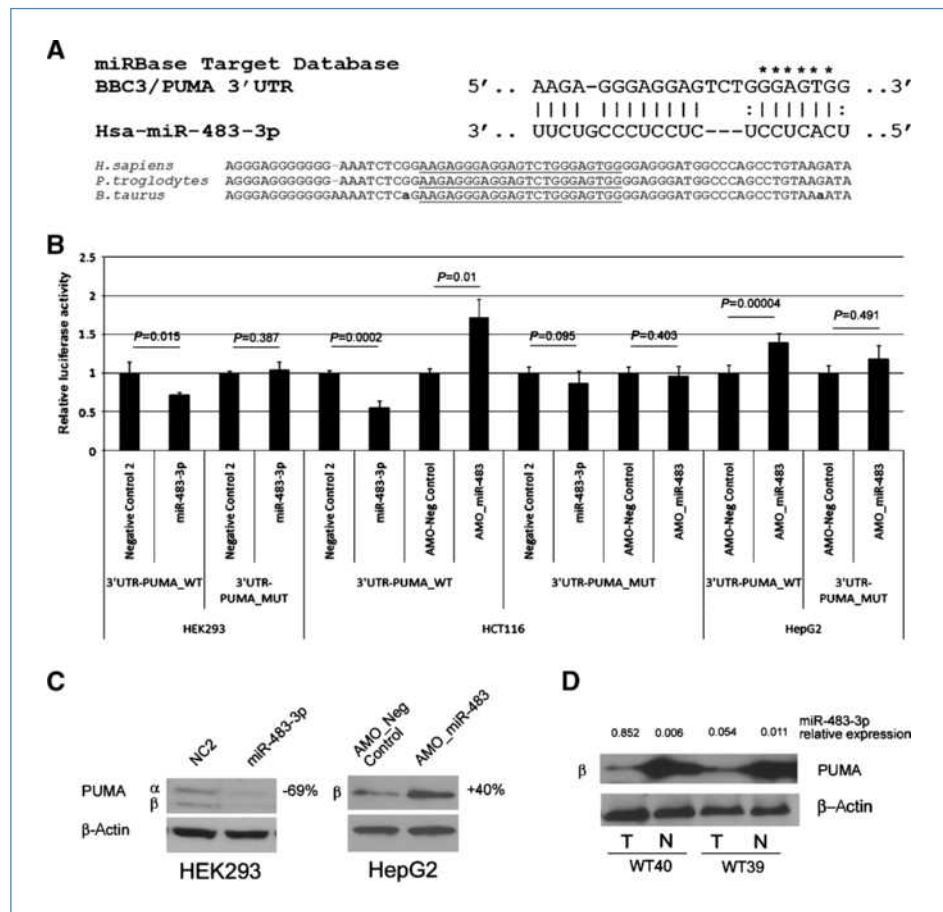 A
miRBase Target Database
BBC3/PUMA 3'UTR 5'.. AAGA-GGGAGGAGTCTGGGAGTGG ..3'
******
|||| |||||||| :||||||:
Hsa-miR-483-3p 3'.. UUCUGCCCUCCUC---UCCUCACU ..5'
H.sapiens AGGGAGGGGGGG-AAATCTCGGAAGAGGGAGGAGTCTGGGAGTGGGGAGGGATGGCCCAGCCTGTAAGATA
P.troglodytes AGGGAGGGGGGG-AAATCTCGGAAGAGGGAGGAGTCTGGGAGTGGGGAGGGATGGCCCAGCCTGTAAGATA
B.taurus AGGGAGGGGGGGAAAATCTCaGAAGAGGGAGGAGTCTGGGAGTGGGGAGGGATGGCCCAGCCTGTAAaATA
B
Relative luciferase activity
2.5
2
1.5
1
0.5
0
P=0.015
P=0.387
P=0.0002
P=0.01
P=0.095
P=0.403
P=0.00004
P=0.491
Negative Control 2
miR-483-3p
Negative Control 2
miR-483-3p
Negative Control 2
miR-483-3p
AMO-Neg Control
AMO_miR-483
Negative Control 2
miR-483-3p
AMO-Neg Control
AMO_miR-483
AMO-Neg Control
AMO_miR-483
AMO-Neg Control
AMO_miR-483
3'UTR-PUMA_WT
3'UTR-
PUMA_MUT
3'UTR-PUMA_WT
3'UTR-PUMA_MUT
3'UTR-PUMA_WT
3'UTR-
PUMA_MUT
HEK293
HCT116
HepG2
C
NC2
miR-483-3p
PUMA α
β
-69%
β-Actin
HEK293
AMO_Neg
Control
AMO_miR-483
β
+40%
HepG2
D
0.852 0.006 0.054 0.011
miR-483-3p
relative expression
β
PUMA
β-Actin
T N T N
WT40 WT39